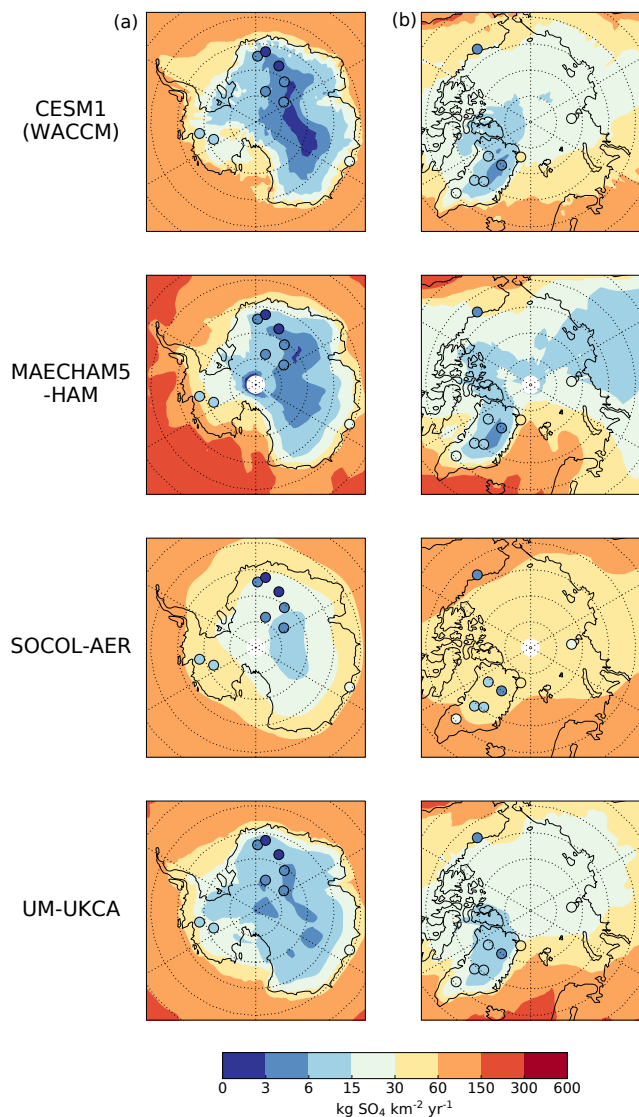 (a)
(b)
CESM1
(WACCM)
MAECHAM5
-HAM
SOCOL-AER
UM-UKCA
0 3 6 15 30 60 150 300 600
kg SO₄ km⁻² yr⁻¹